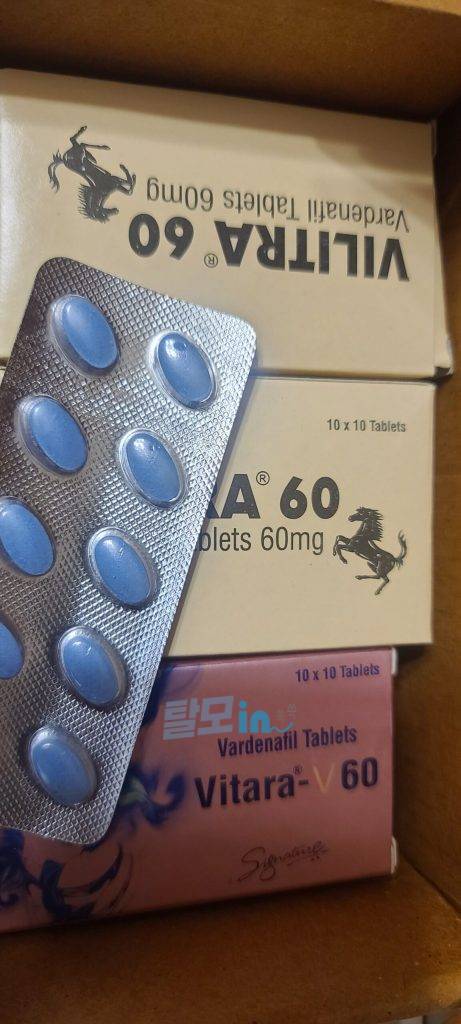 VILITRA® 60
Vardenafil Tablets 60mg
10 x 10 Tablets
RA® 60
blets 60mg
10 x 10 Tablets
탈모in
Vardenafil Tablets
Vitara®-V 60
Signature